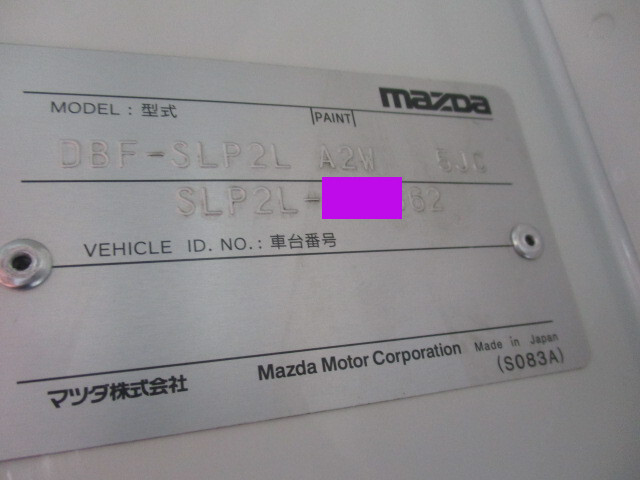 mazda
MODEL : 型式 PAINT
DBF-SLP2L A2W 5JC
SLP2L- 62
VEHICLE ID. NO. : 車台番号
マツダ株式会社 Mazda Motor Corporation Made in Japan
(S083A)